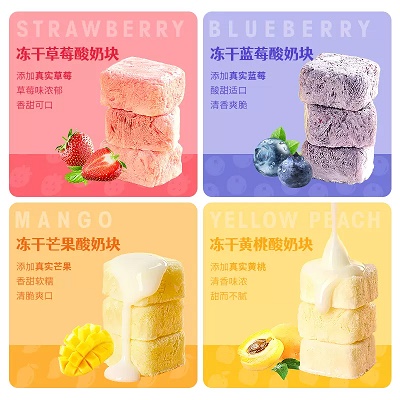 STRAWBERRY
冻干草莓酸奶块
添加真实草莓
草莓味浓郁
香甜可口
BLUEBERRY
冻干蓝莓酸奶块
添加真实蓝莓
酸甜适口
清香爽脆
MANGO
冻干芒果酸奶块
添加真实芒果
香甜软糯
清脆爽口
YELLOW PEACH
冻干黄桃酸奶块
添加真实黄桃
清香味浓
甜而不腻